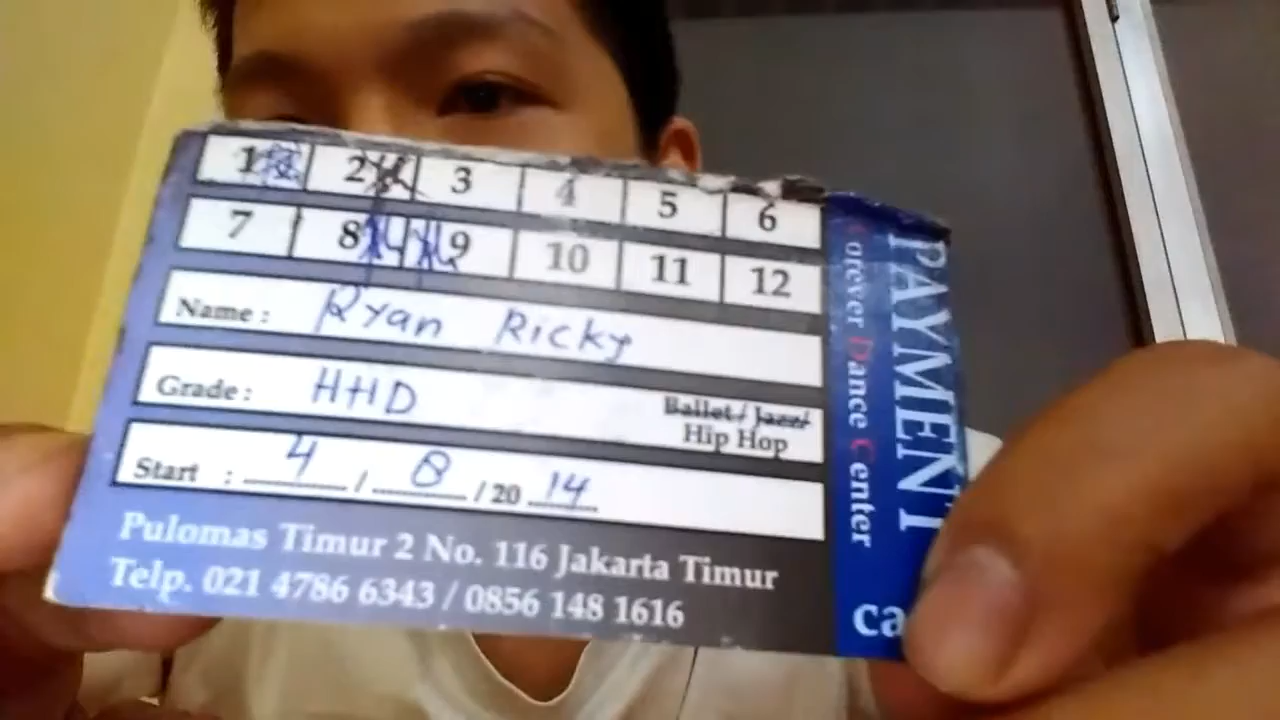 1 2 3 4 5 6
7 8 9 10 11 12
Name : Ryan Ricky
Grade : HHD
Ballet / Jazz /
Hip Hop
Start : 4 / 8 / 20 14
Pulomas Timur 2 No. 116 Jakarta Timur
Telp. 021 4786 6343 / 0856 148 1616
PAYMENT
Forever Dance Center